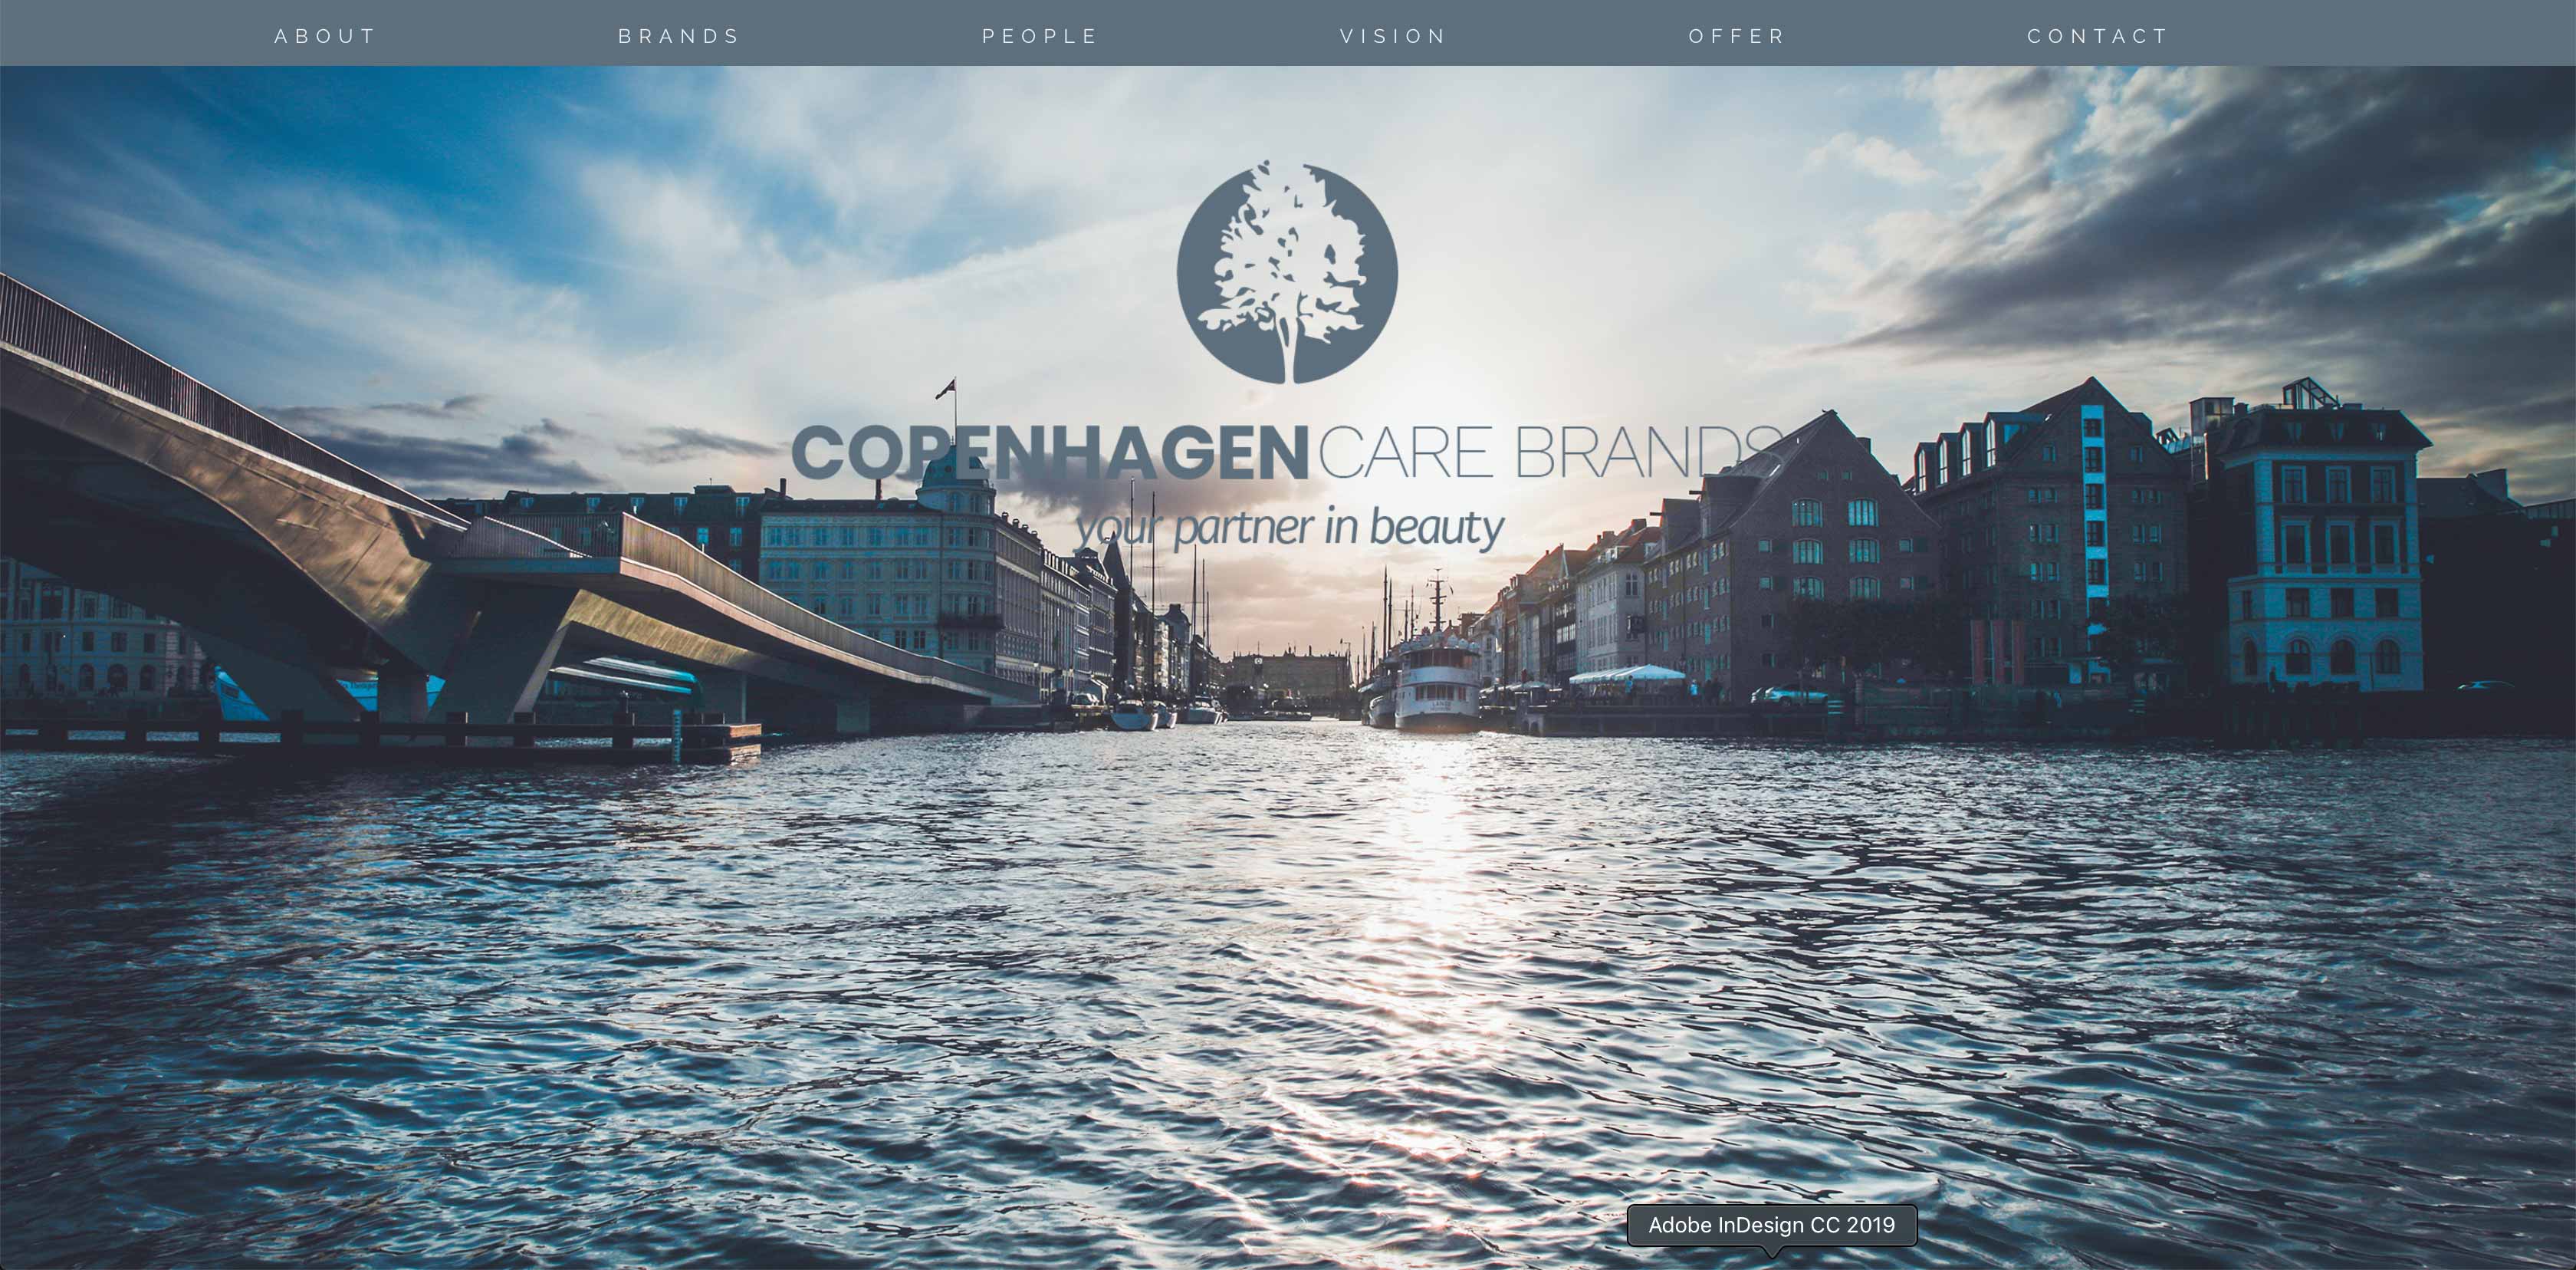 ABOUT
BRANDS
PEOPLE
VISION
OFFER
CONTACT
COPENHAGEN CARE BRANDS
your partner in beauty
Adobe InDesign CC 2019